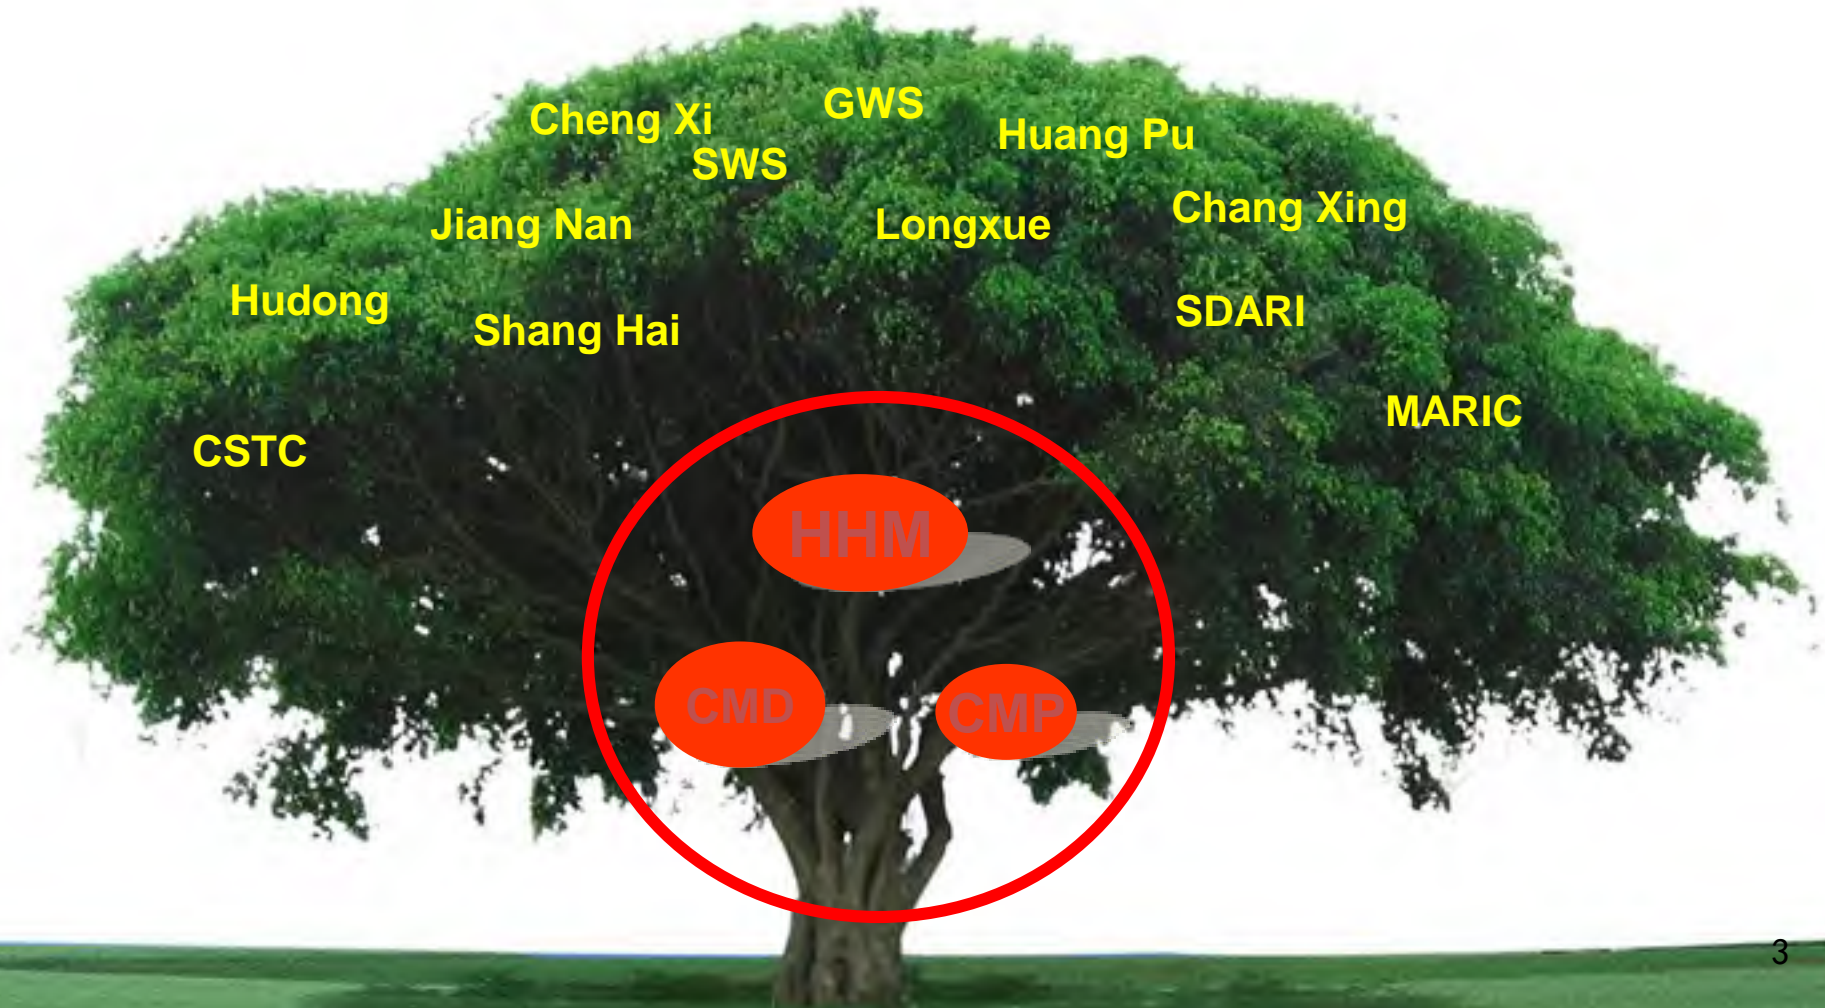 GWS
Cheng Xi
Huang Pu
SWS
Chang Xing
Jiang Nan
Longxue
Hudong
SDARI
Shang Hai
MARIC
CSTC
HHM
CMD
CMP
3